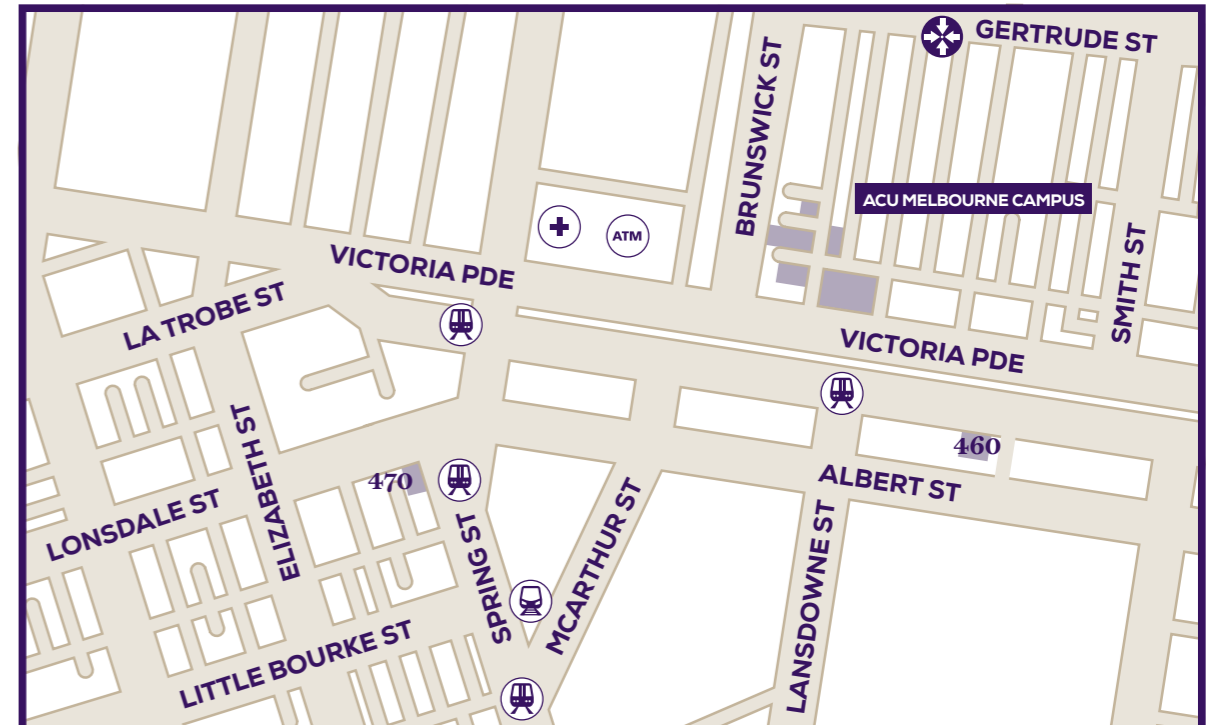 GERTRUDE ST
BRUNSWICK ST
ACU MELBOURNE CAMPUS
ATM
VICTORIA PDE
SMITH ST
LA TROBE ST
VICTORIA PDE
ELIZABETH ST
460
470
ALBERT ST
LONSDALE ST
SPRING ST
MCARTHUR ST
LANSDOWNE ST
LITTLE BOURKE ST